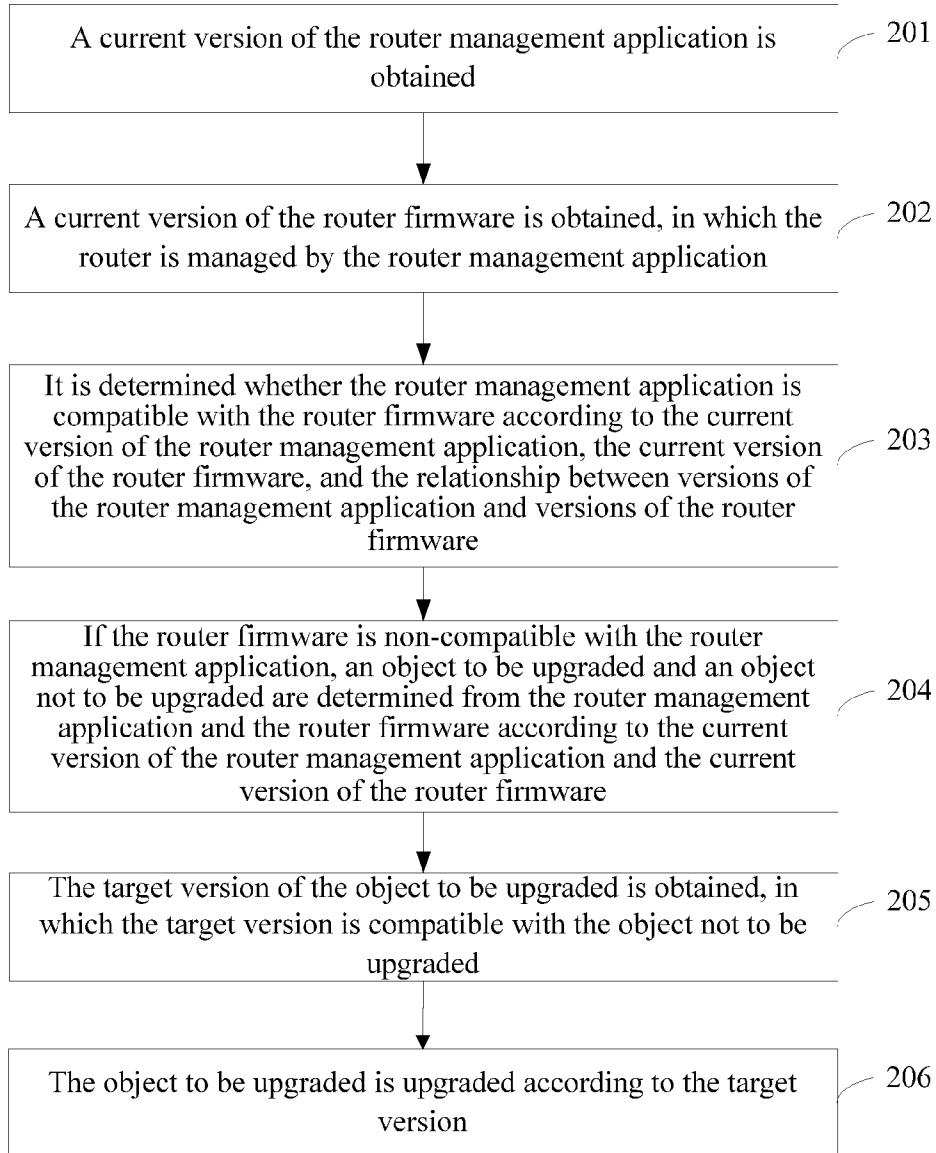 A current version of the router management application is
obtained
201
A current version of the router firmware is obtained, in which the
router is managed by the router management application
202
It is determined whether the router management application is
compatible with the router firmware according to the current
version of the router management application, the current version
of the router firmware, and the relationship between versions of
the router management application and versions of the router
firmware
203
If the router firmware is non-compatible with the router
management application, an object to be upgraded and an object
not to be upgraded are determined from the router management
application and the router firmware according to the current
version of the router management application and the current
version of the router firmware
204
The target version of the object to be upgraded is obtained, in
which the target version is compatible with the object not to be
upgraded
205
The object to be upgraded is upgraded according to the target
version
206